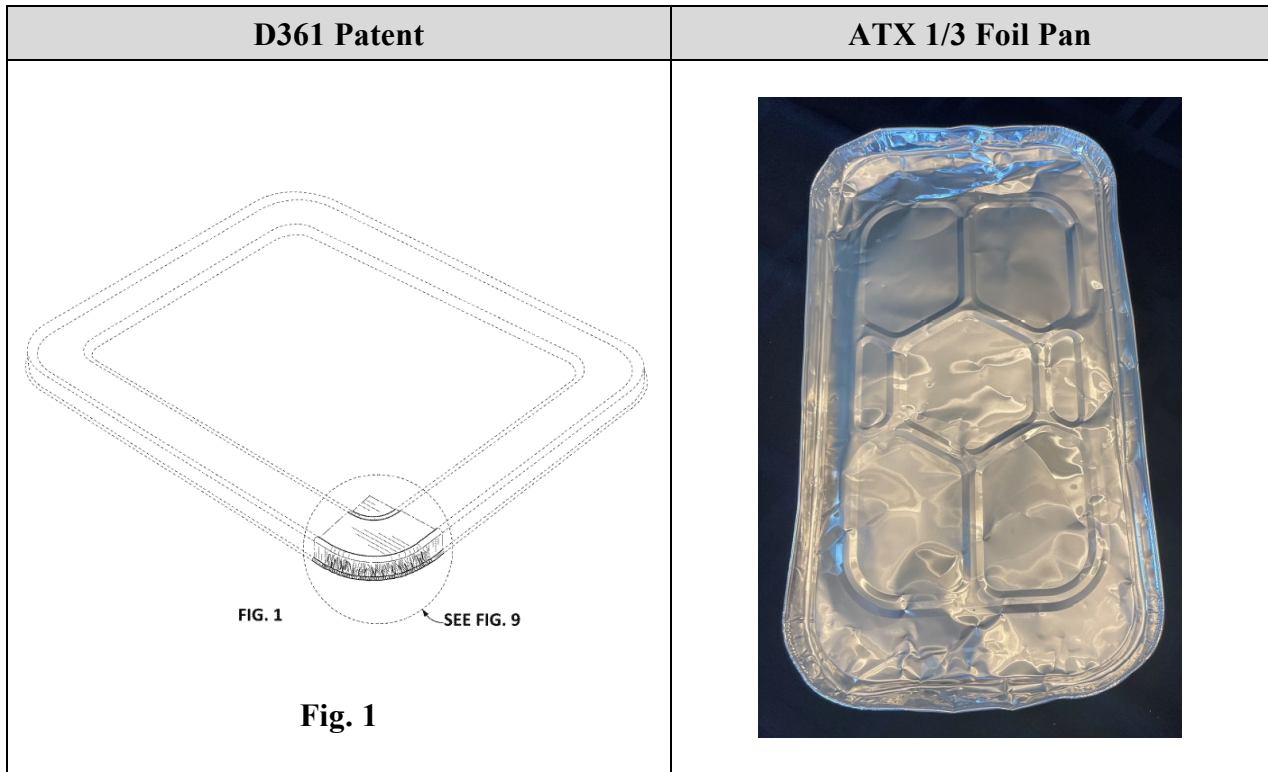 D361 Patent
ATX 1/3 Foil Pan
FIG. 1
SEE FIG. 9
Fig. 1